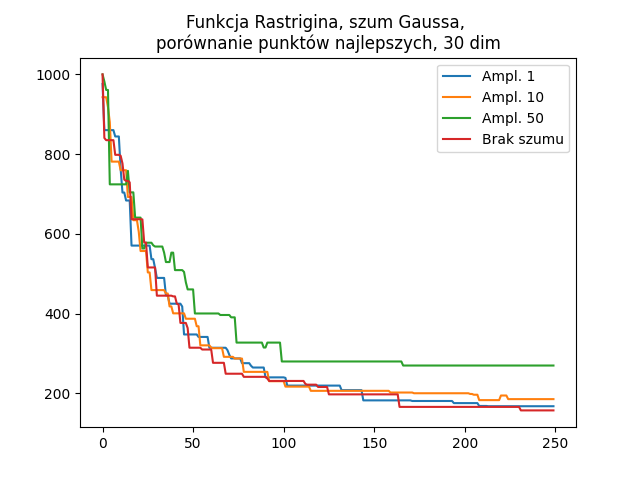 Funkcja Rastrigina, szum Gaussa,
porównanie punktów najlepszych, 30 dim
1000
800
600
400
200
0
50
100
150
200
250
Ampl. 1
Ampl. 10
Ampl. 50
Brak szumu